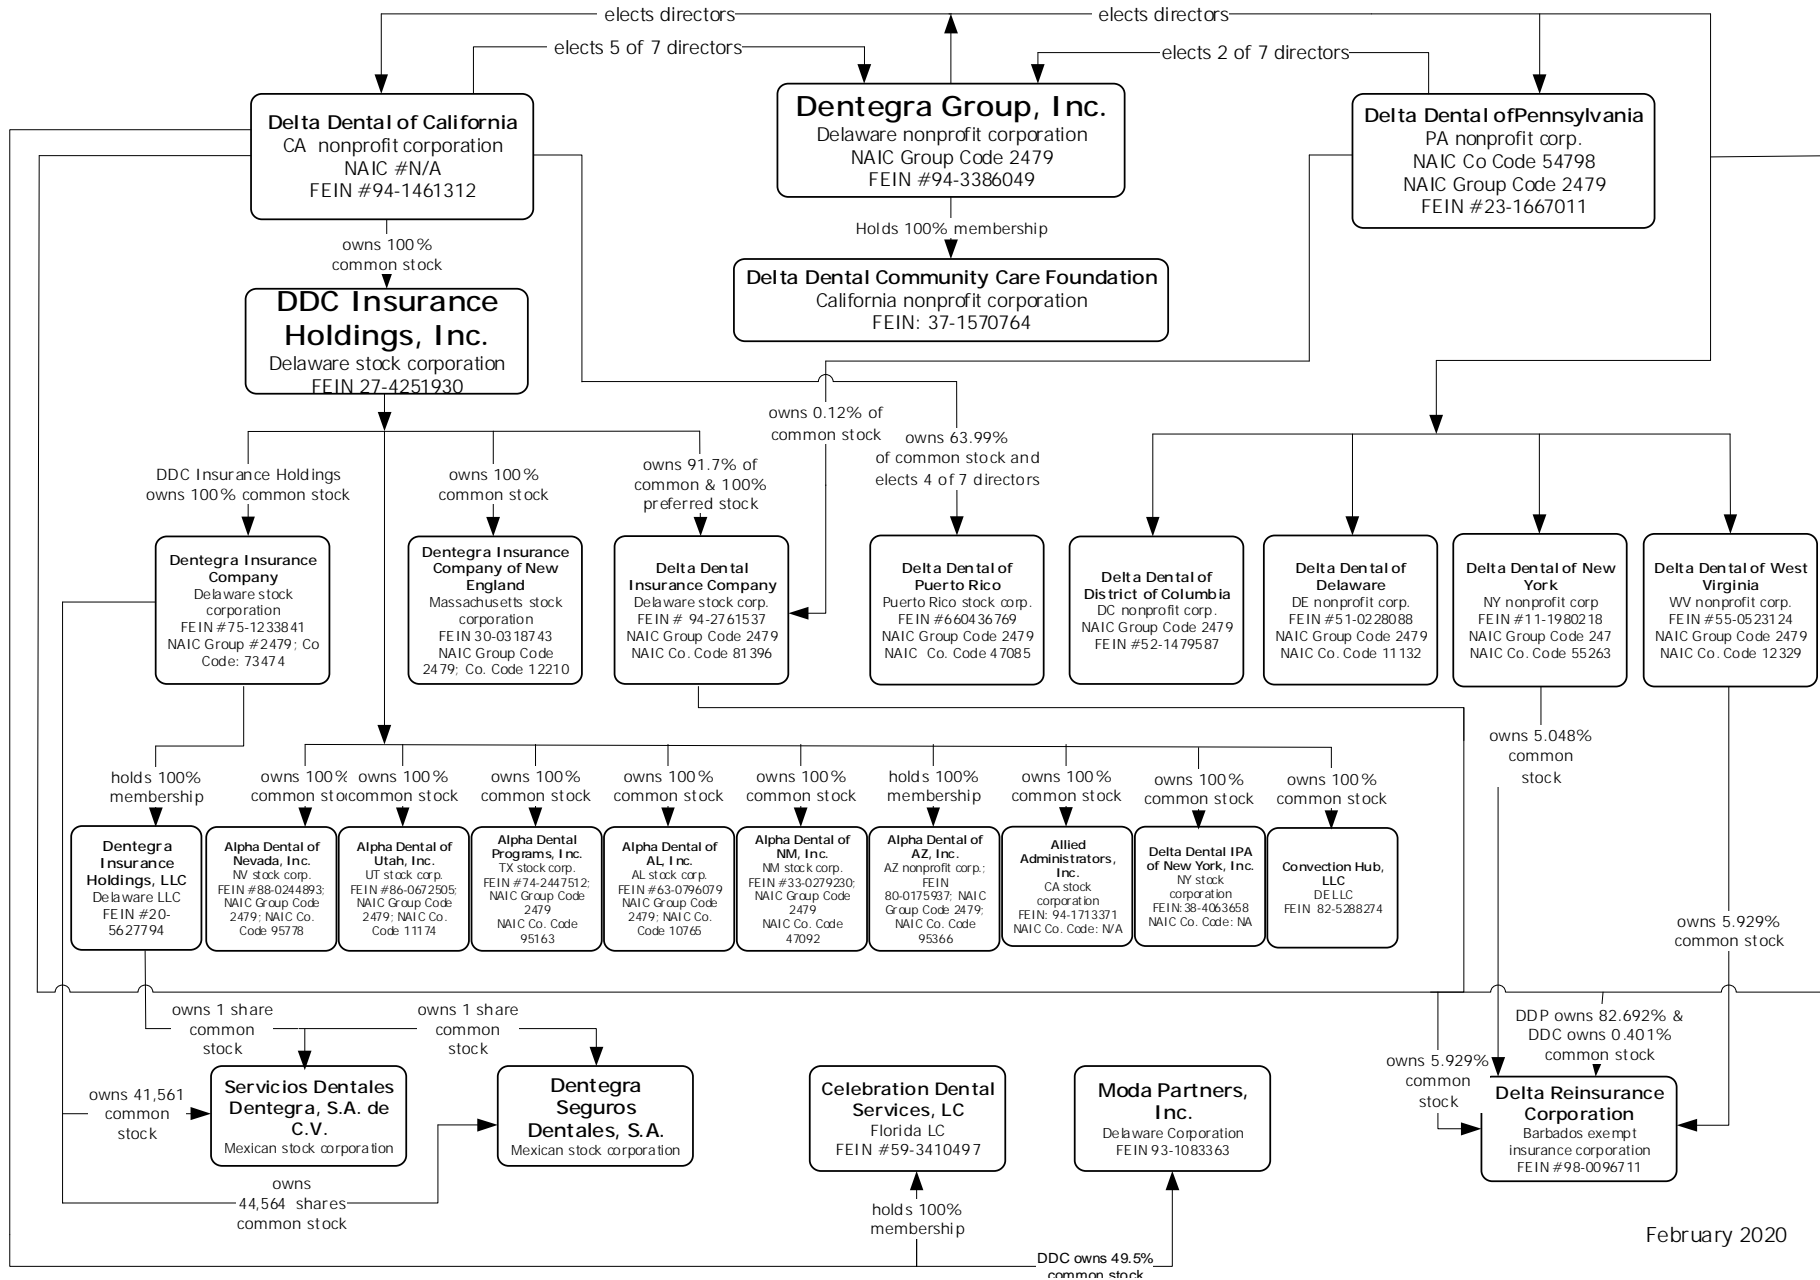 elects directors
elects directors
elects 5 of 7 directors
elects 2 of 7 directors
Delta Dental of California
CA nonprofit corporation
NAIC #N/A
FEIN #94-1461312
Dentegra Group, Inc.
Delaware nonprofit corporation
NAIC Group Code 2479
FEIN #94-3386049
Delta Dental ofPennsylvania
PA nonprofit corp.
NAIC Co Code 54798
NAIC Group Code 2479
FEIN #23-1667011
owns 100%
common stock
Holds 100% membership
DDC Insurance
Holdings, Inc.
Delaware stock corporation
FEIN 27-4251930
Delta Dental Community Care Foundation
California nonprofit corporation
FEIN: 37-1570764
DDC Insurance Holdings
owns 100% common stock
owns 100%
common stock
owns 91.7% of
common & 100%
preferred stock
owns 0.12% of
common stock
owns 63.99%
of common stock and
elects 4 of 7 directors
Dentegra Insurance
Company
Delaware stock
corporation
FEIN #75-1233841
NAIC Group #2479; Co
Code: 73474
Dentegra Insurance
Company of New
England
Massachusetts stock
corporation
FEIN 30-0318743
NAIC Group Code
2479; Co. Code 12210
Delta Dental
Insurance Company
Delaware stock corp.
FEIN # 94-2761537
NAIC Group Code 2479
NAIC Co. Code 81396
Delta Dental of
Puerto Rico
Puerto Rico stock corp.
FEIN #660436769
NAIC Group Code 2479
NAIC Co. Code 47085
Delta Dental of
District of Columbia
DC nonprofit corp.
NAIC Group Code 2479
FEIN #52-1479587
Delta Dental of
Delaware
DE nonprofit corp.
FEIN #51-0228088
NAIC Group Code 2479
NAIC Co. Code 11132
Delta Dental of New
York
NY nonprofit corp
FEIN #11-1980218
NAIC Group Code 247
NAIC Co. Code 55263
Delta Dental of West
Virginia
WV nonprofit corp.
FEIN #55-0523124
NAIC Group Code 2479
NAIC Co. Code 12329
holds 100%
membership
owns 100%
common stoc
owns 100%
common stock
owns 100%
common stock
owns 100%
common stock
owns 100%
common stock
holds 100%
membership
owns 100%
common stock
owns 100%
common stock
owns 100%
common stock
owns 5.048%
common
stock
owns 5.929%
common stock
Dentegra
Insurance
Holdings, LLC
Delaware LLC
FEIN #20-
5627794
Alpha Dental of
Nevada, Inc.
NV stock corp.
FEIN #88-0244893;
NAIC Group Code
2479; NAIC Co.
Code 95778
Alpha Dental of
Utah, Inc.
UT stock corp.
FEIN #86-0672505;
NAIC Group Code
2479; NAIC Co.
Code 11174
Alpha Dental
Programs, Inc.
TX stock corp.
FEIN #74-2447512;
NAIC Group Code
2479
NAIC Co. Code
95163
Alpha Dental of
AL, Inc.
AL stock corp.
FEIN #63-0796079
NAIC Group Code
2479; NAIC Co.
Code 10765
Alpha Dental of
NM, Inc.
NM stock corp.
FEIN #33-0279230;
NAIC Group Code
2479
NAIC Co. Code
47092
Alpha Dental of
AZ, Inc.
AZ nonprofit corp.;
FEIN
80-0175937; NAIC
Group Code 2479;
NAIC Co. Code
95366
Allied
Administrators,
Inc.
CA stock
corporation
FEIN: 94-1713371
NAIC Co. Code: N/A
Delta Dental IPA
of New York, Inc.
NY stock
corporation
FEIN:38-4063658
NAIC Co. Code: NA
Convection Hub,
LLC
DE LLC
FEIN 82-5288274
owns 1 share
common
stock
owns 1 share
common
stock
DDP owns 82.692% &
DDC owns 0.401%
common stock
owns 5.929%
common
stock
owns 41,561
common
stock
Servicios Dentales
Dentegra, S.A. de
C.V.
Mexican stock corporation
Dentegra
Seguros
Dentales, S.A.
Mexican stock corporation
Celebration Dental
Services, LC
Florida LC
FEIN #59-3410497
Moda Partners,
Inc.
Delaware Corporation
FEIN 93-1083363
Delta Reinsurance
Corporation
Barbados exempt
insurance corporation
FEIN #98-0096711
owns
44,564 shares
common stock
holds 100%
membership
DDC owns 49.5%
common stock
February 2020